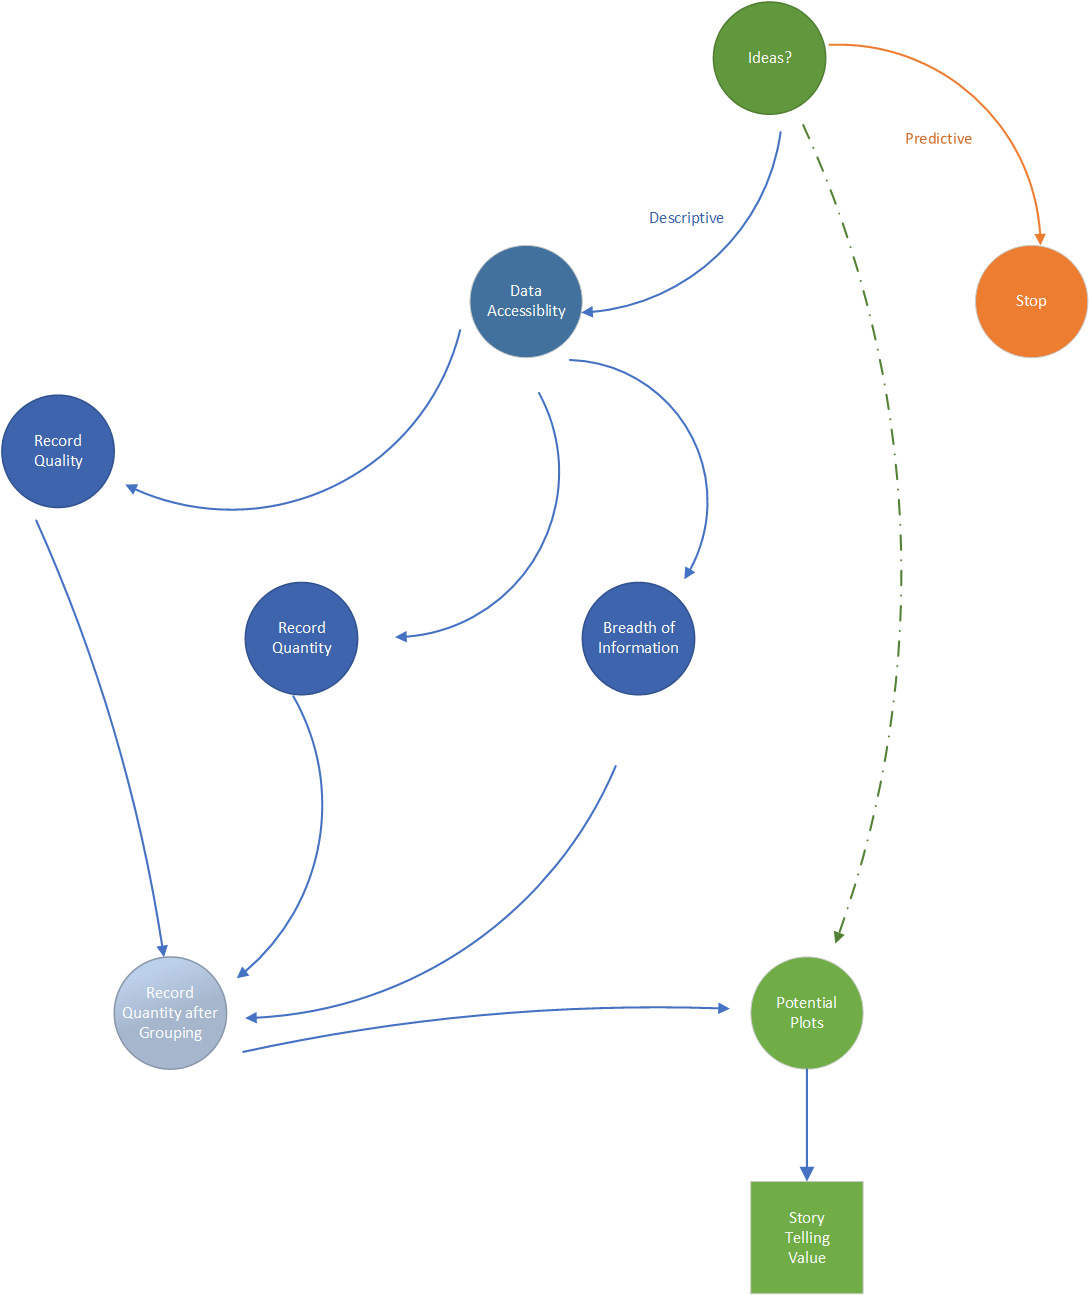 Ideas?
Predictive
Descriptive
Data
Accessiblity
Stop
Record
Quality
Record
Quantity
Breadth of
Information
Record
Quantity after
Grouping
Potential
Plots
Story
Telling
Value